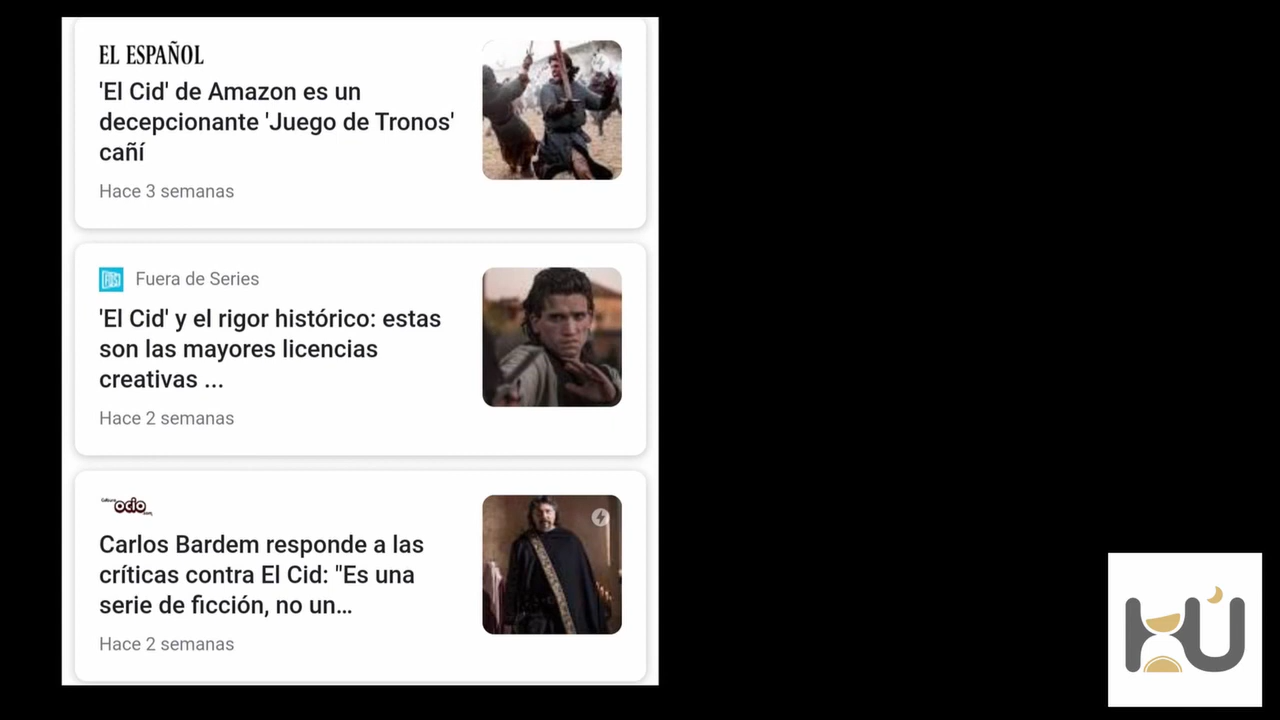 EL ESPAÑOL
'El Cid' de Amazon es un
decepcionante 'Juego de Tronos'
cañí
Hace 3 semanas
Fuera de Series
'El Cid' y el rigor histórico: estas
son las mayores licencias
creativas ...
Hace 2 semanas
ocio
Carlos Bardem responde a las
críticas contra El Cid: "Es una
serie de ficción, no un...
Hace 2 semanas
HÚ